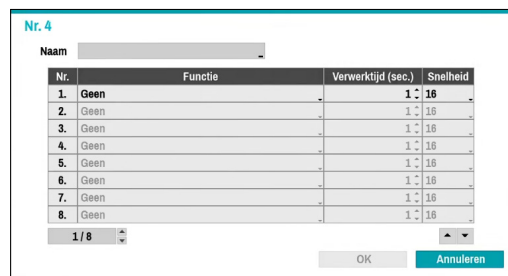 Nr. 4
Naam
Nr. Functie Verwerktijd (sec.) Snelheid
1. Geen 1 16
2. Geen 1 16
3. Geen 1 16
4. Geen 1 16
5. Geen 1 16
6. Geen 1 16
7. Geen 1 16
8. Geen 1 16
1 / 8
OK Annuleren